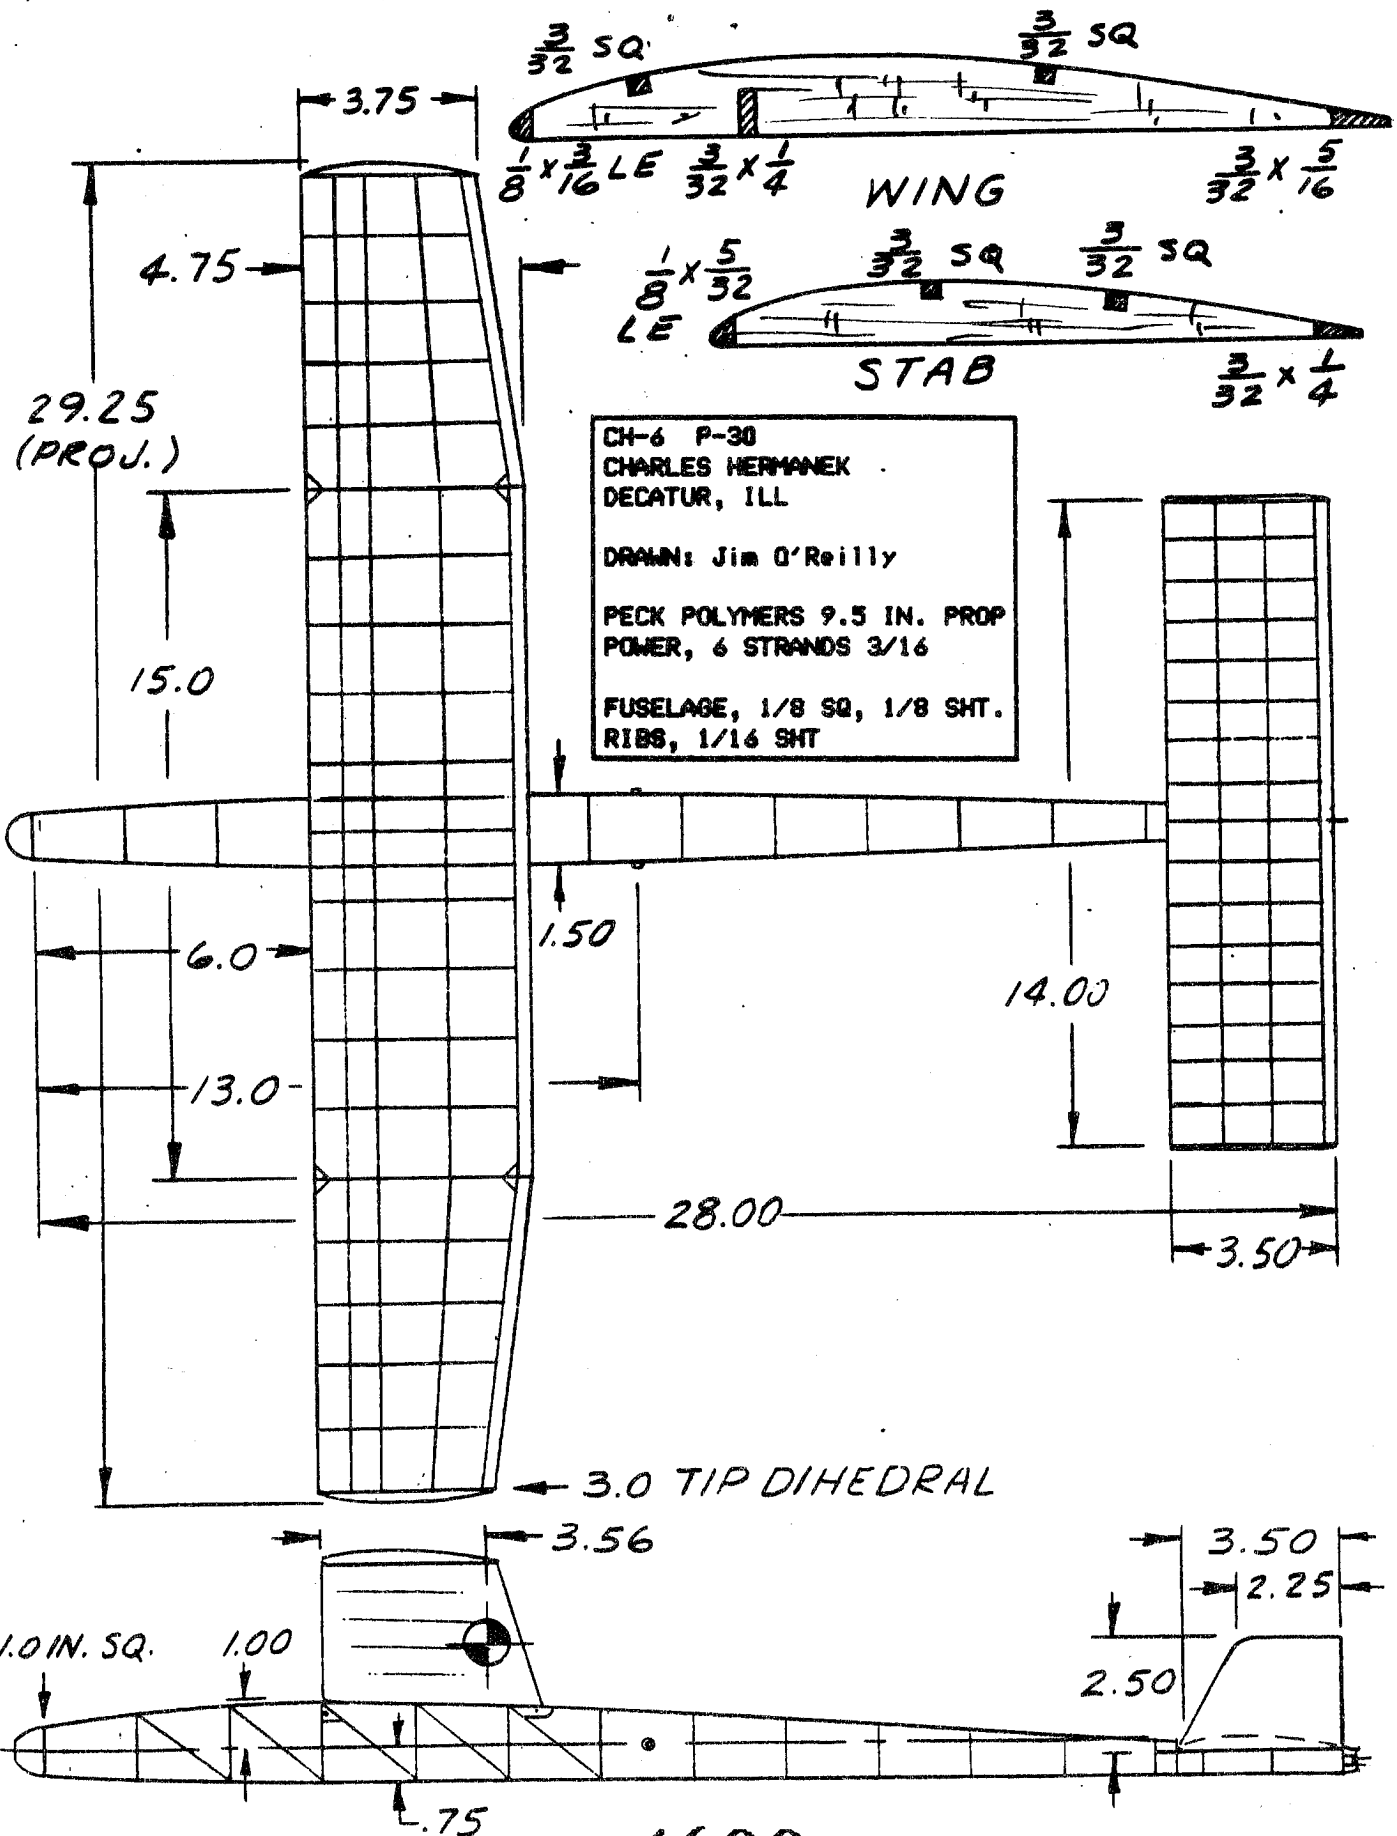 3/32 SQ.
3/32 SQ
3.75
1/8 x 3/16 LE
3/32 x 1/4
WING
3/32 x 5/16
4.75
1/8 x 5/32
LE
3/32 SQ
3/32 SQ
STAB
3/32 x 1/4
29.25
(PROJ.)
CH-6 P-30
CHARLES HERMANEK
DECATUR, ILL
DRAWN: Jim O'Reilly
PECK POLYMERS 9.5 IN. PROP
POWER, 6 STRANDS 3/16
FUSELAGE, 1/8 SQ, 1/8 SHT.
RIBS, 1/16 SHT
15.0
1.50
6.0
14.00
13.0
28.00
3.50
3.0 TIP DIHEDRAL
3.56
3.50
2.25
1.0 IN. SQ.
1.00
2.50
.75